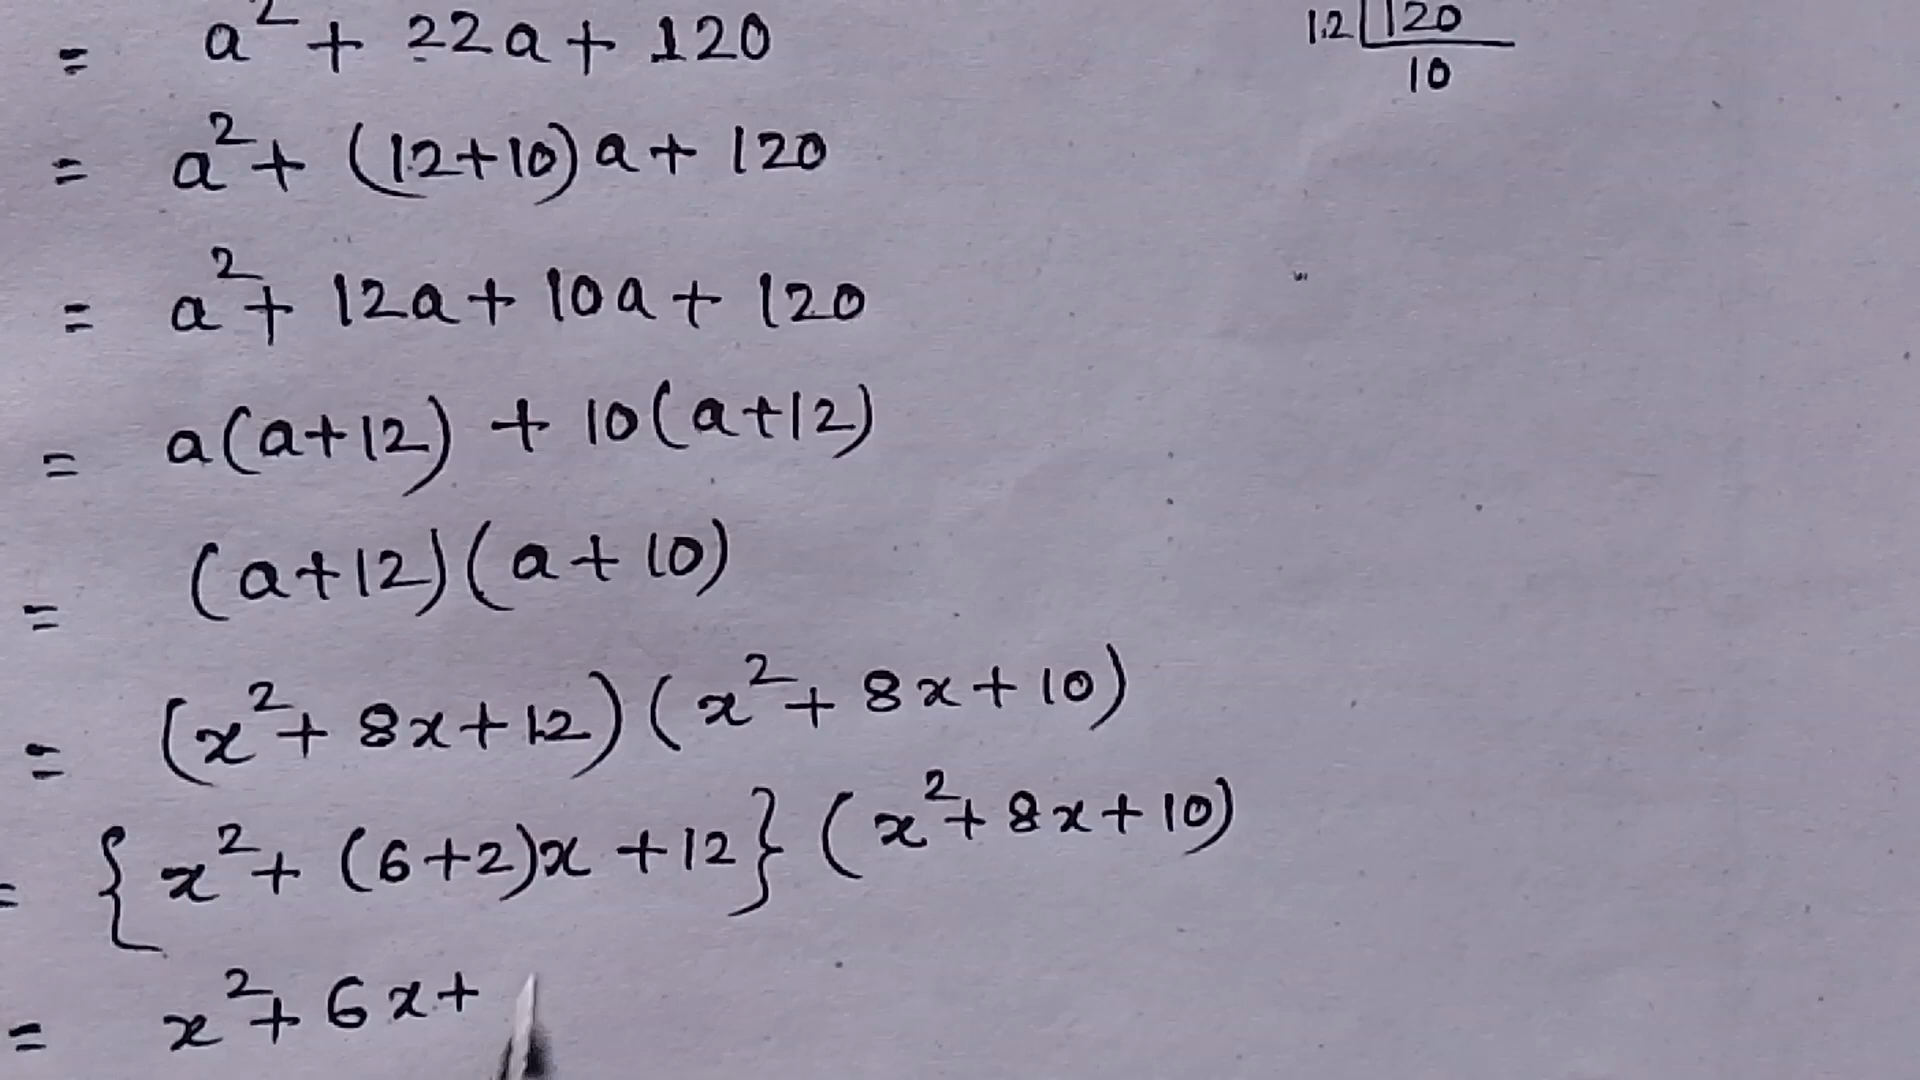 = a² + 22a + 120
12 | 120
10
= a² + (12+10)a + 120
= a² + 12a + 10a + 120
= a(a+12) + 10(a+12)
= (a+12)(a+10)
= (x² + 8x + 12)(x² + 8x + 10)
= {x² + (6+2)x + 12}(x² + 8x + 10)
= x² + 6x +